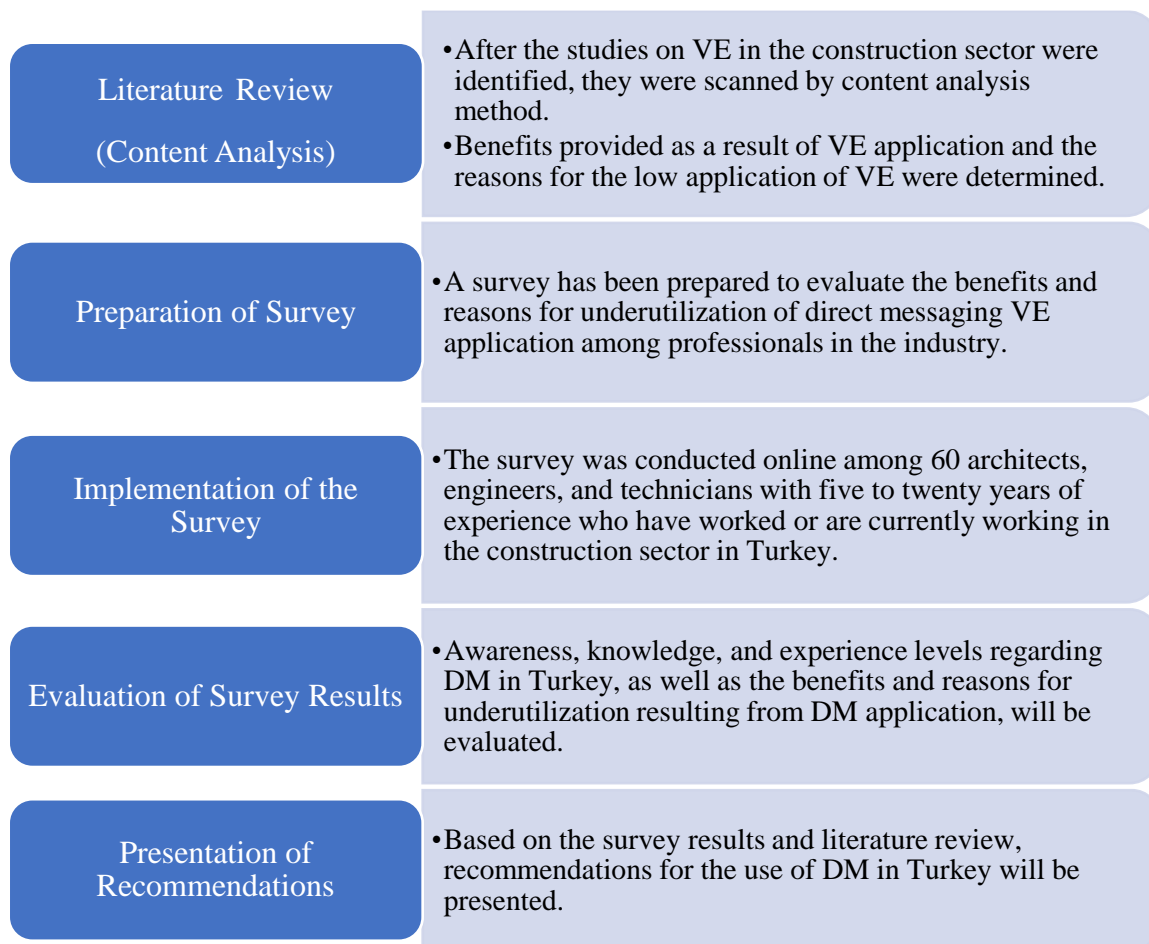 Literature Review
(Content Analysis)
•After the studies on VE in the construction sector were
identified, they were scanned by content analysis
method.
•Benefits provided as a result of VE application and the
reasons for the low application of VE were determined.
Preparation of Survey
•A survey has been prepared to evaluate the benefits and
reasons for underutilization of direct messaging VE
application among professionals in the industry.
Implementation of the
Survey
•The survey was conducted online among 60 architects,
engineers, and technicians with five to twenty years of
experience who have worked or are currently working in
the construction sector in Turkey.
Evaluation of Survey Results
•Awareness, knowledge, and experience levels regarding
DM in Turkey, as well as the benefits and reasons for
underutilization resulting from DM application, will be
evaluated.
Presentation of
Recommendations
•Based on the survey results and literature review,
recommendations for the use of DM in Turkey will be
presented.